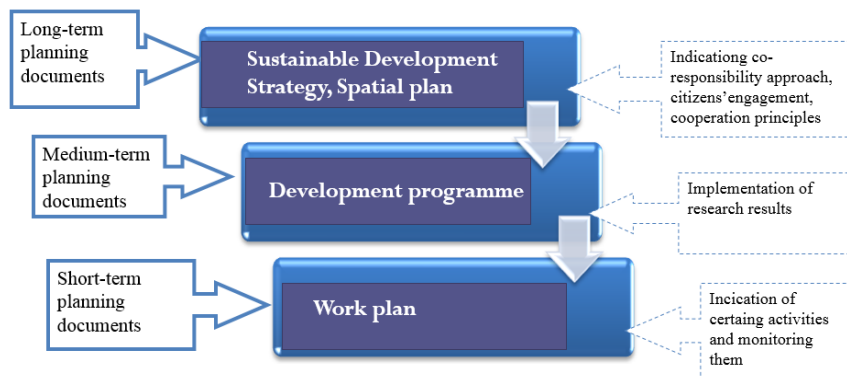 Long-term
planning
documents
Sustainable Development
Strategy, Spatial plan
Indicationg co-
responsibility approach,
citizens’engagement,
cooperation principles
Medium-term
planning
documents
Development programme
Implementation of
research results
Short-term
planning
documents
Work plan
Incication of
certaing activities
and monitoring
them